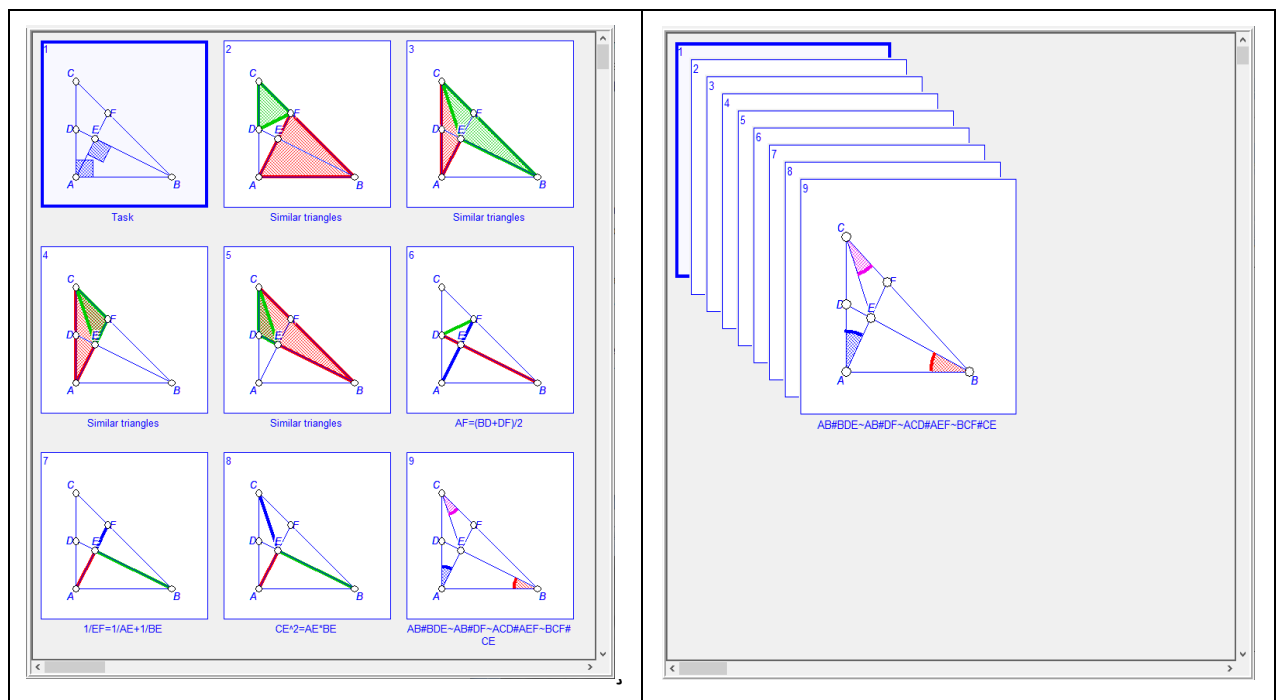 1
C
F
D
E
A
B
Task
2
C
F
D
E
A
B
Similar triangles
3
C
F
D
E
A
B
Similar triangles
4
C
F
D
E
A
B
Similar triangles
5
C
F
D
E
A
B
Similar triangles
6
C
F
D
E
A
B
AF=(BD+DF)/2
7
C
F
D
E
A
B
1/EF=1/AE+1/BE
8
C
F
D
E
A
B
CE^2=AE*BE
9
C
F
D
E
A
B
AB#BDE~AB#DF~ACD#AEF~BCF#
CE
1
2
3
4
5
6
7
8
9
C
F
D
E
A
B
AB#BDE~AB#DF~ACD#AEF~BCF#CE